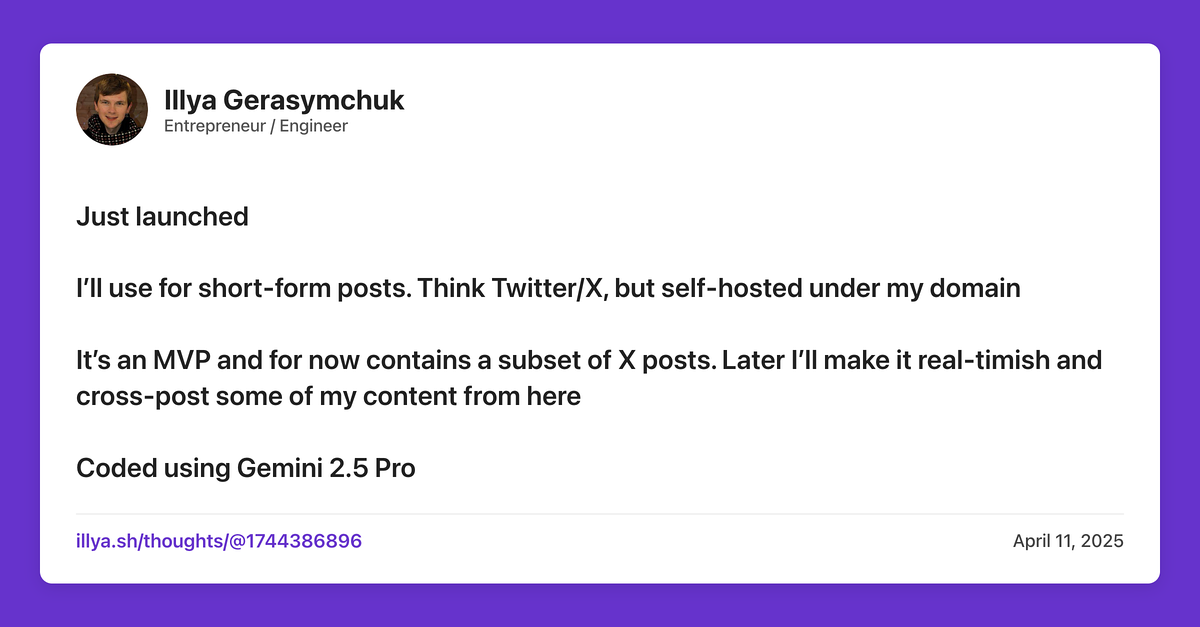 Illya Gerasymchuk
Entrepreneur / Engineer
Just launched
I’ll use for short-form posts. Think Twitter/X, but self-hosted under my domain
It’s an MVP and for now contains a subset of X posts. Later I’ll make it real-timish and
cross-post some of my content from here
Coded using Gemini 2.5 Pro
illya.sh/thoughts/@1744386896
April 11, 2025